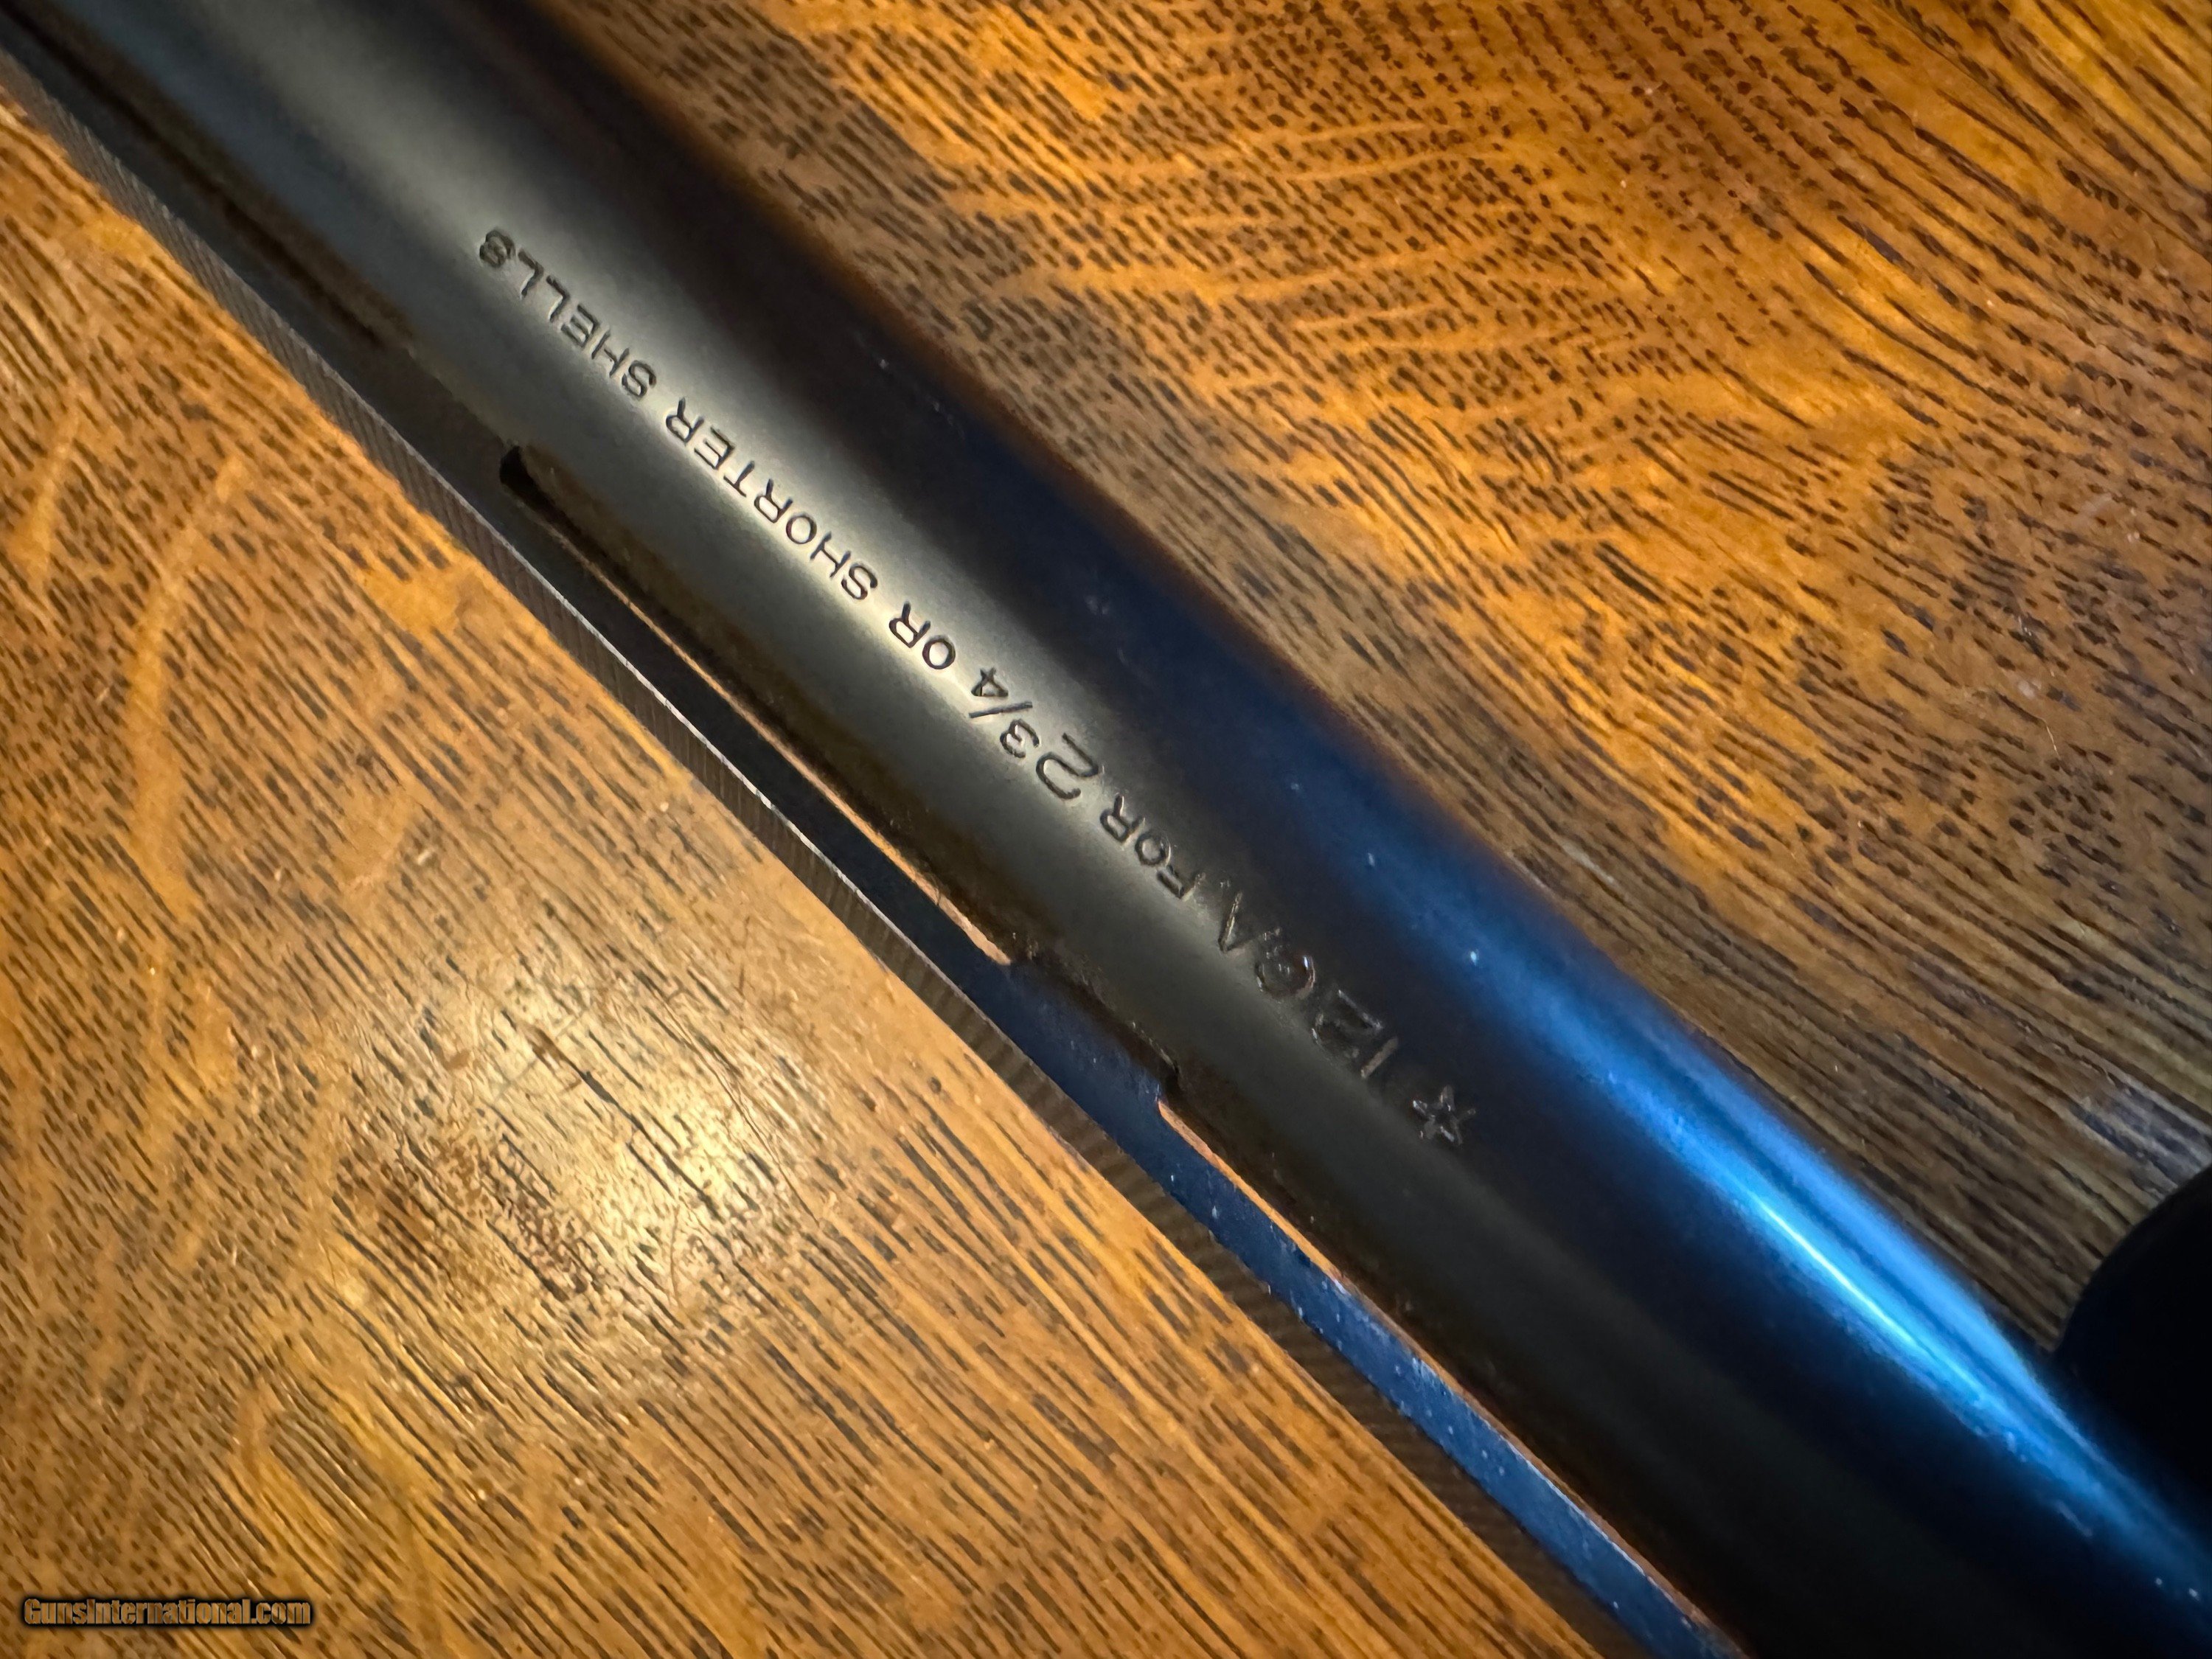 ☆ 12 GA. FOR 2 3/4 OR SHORTER SHELLS
GunsInternational.com